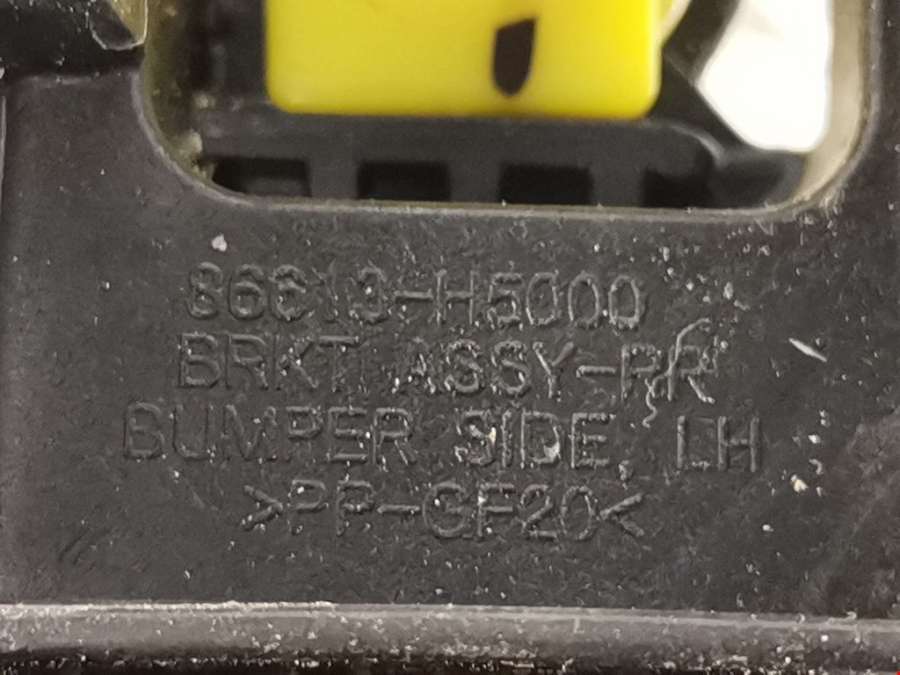 86613-H5000
BRKT ASSY-RR
BUMPER SIDE, LH
>PP-GF20<